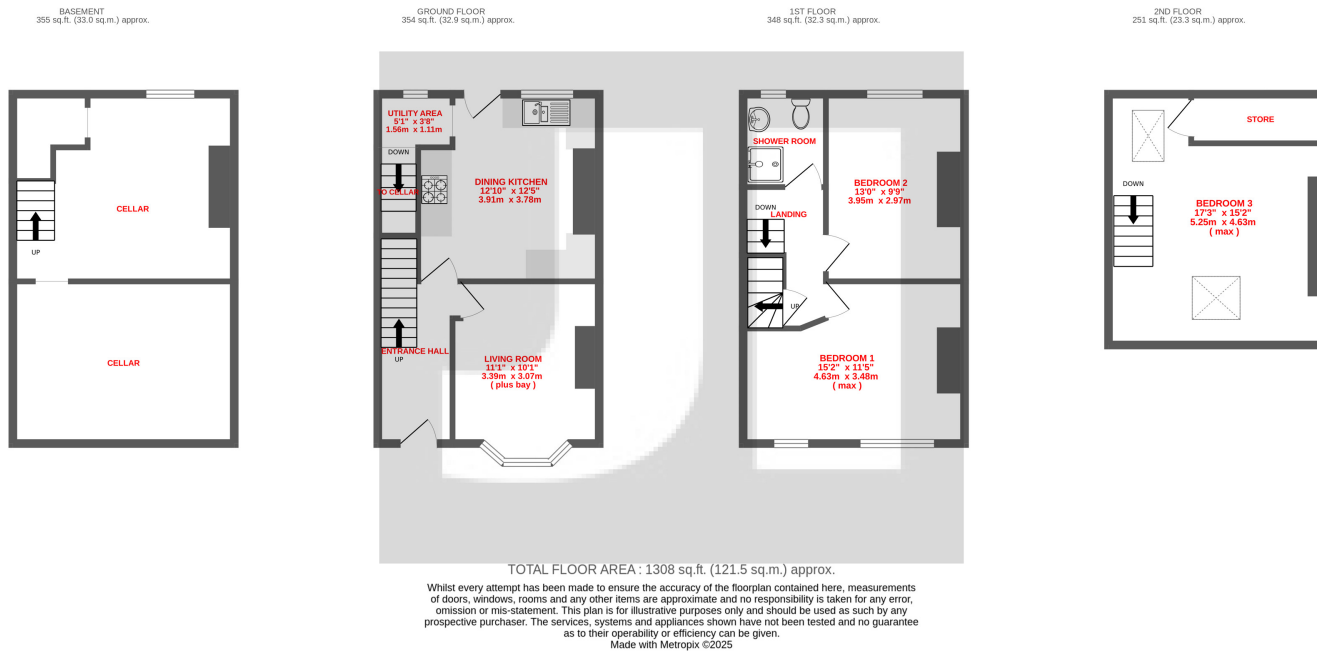 BASEMENT
355 sq.ft. (33.0 sq.m.) approx.
GROUND FLOOR
354 sq.ft. (32.9 sq.m.) approx.
1ST FLOOR
348 sq.ft. (32.3 sq.m.) approx.
2ND FLOOR
251 sq.ft. (23.3 sq.m.) approx.
UP
CELLAR
CELLAR
UTILITY AREA
5'1" x 3'8"
1.56m x 1.11m
DOWN
O CELLA
DINING KITCHEN
12'10" x 12'5"
3.91m x 3.78m
ENTRANCE HALL
UP
LIVING ROOM
11'1" x 10'1"
3.39m x 3.07m
( plus bay )
SHOWER ROOM
DOWN
LANDING
UP
BEDROOM 2
13'0" x 9'9"
3.95m x 2.97m
BEDROOM 1
15'2" x 11'5"
4.63m x 3.48m
( max )
STORE
DOWN
BEDROOM 3
17'3" x 15'2"
5.25m x 4.63m
( max )
TOTAL FLOOR AREA : 1308 sq.ft. (121.5 sq.m.) approx.
Whilst every attempt has been made to ensure the accuracy of the floorplan contained here, measurements
of doors, windows, rooms and any other items are approximate and no responsibility is taken for any error,
omission or mis-statement. This plan is for illustrative purposes only and should be used as such by any
prospective purchaser. The services, systems and appliances shown have not been tested and no guarantee
as to their operability or efficiency can be given.
Made with Metropix ©2025